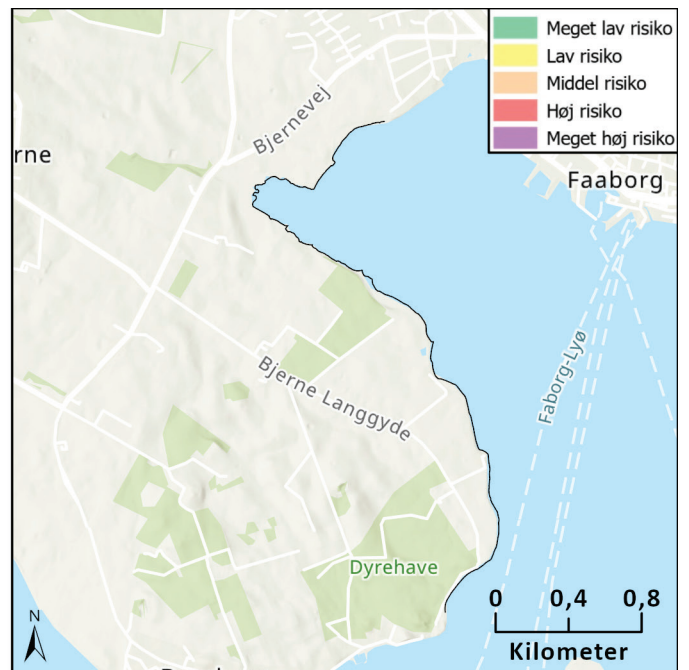 Meget lav risiko
Lav risiko
Middel risiko
Høj risiko
Meget høj risiko
Bjernevej
rne
Faaborg
Faborg-Lyø
Bjerne Langgyde
Dyrehave
N
0 0,4 0,8
Kilometer